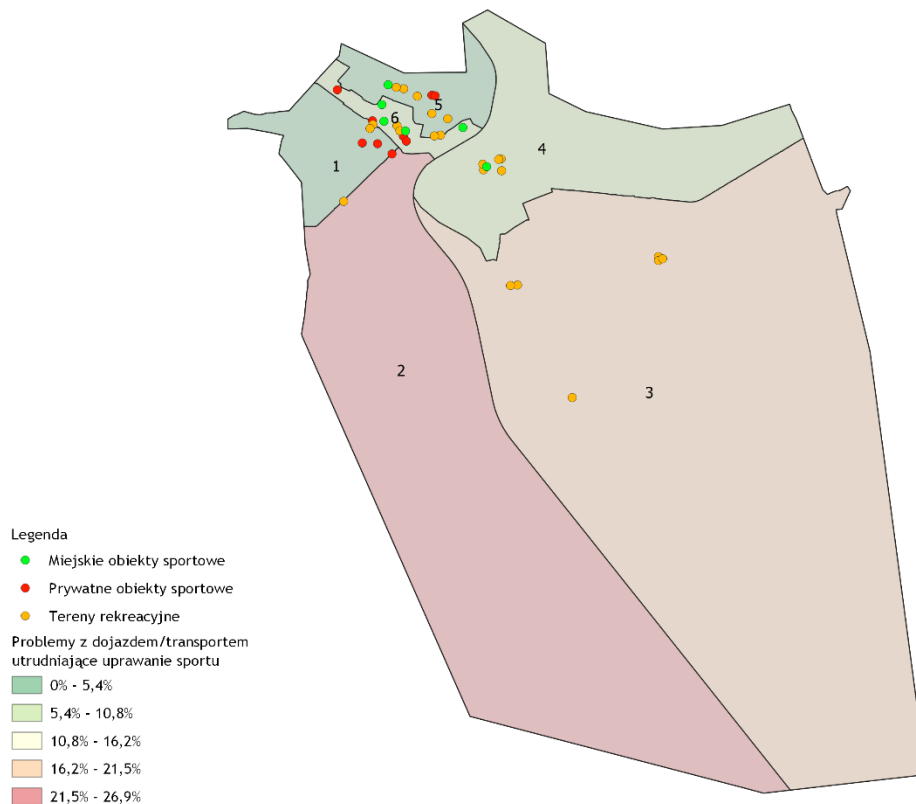 5
6
4
1
2
3
Legenda
Miejskie obiekty sportowe
Prywatne obiekty sportowe
Tereny rekreacyjne
Problemy z dojazdem/transportem
utrudniające uprawanie sportu
0% - 5,4%
5,4% - 10,8%
10,8% - 16,2%
16,2% - 21,5%
21,5% - 26,9%